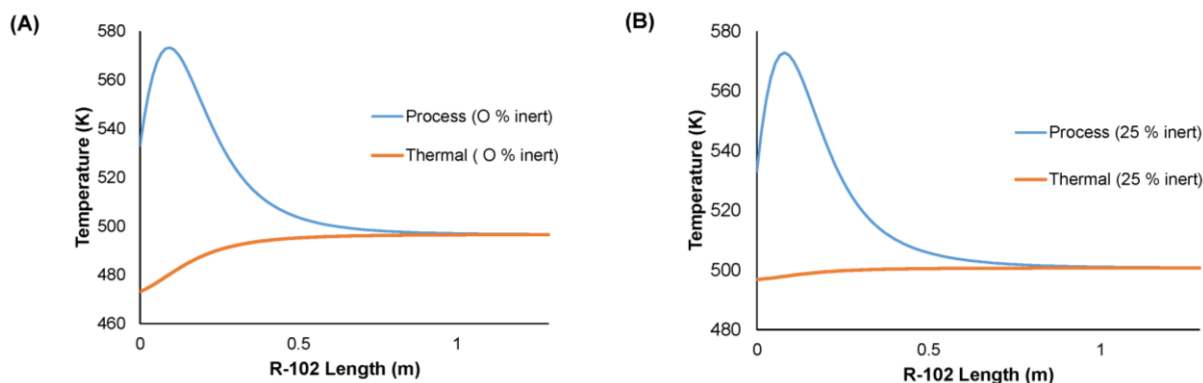 (A)
580
560
540
520
500
480
460
Temperature (K)
Process (O % inert)
Thermal ( O % inert)
0
0.5
1
R-102 Length (m)
(B)
580
560
540
520
500
480
Temperature (K)
Process (25 % inert)
Thermal (25 % inert)
0
0.5
1
R-102 Length (m)